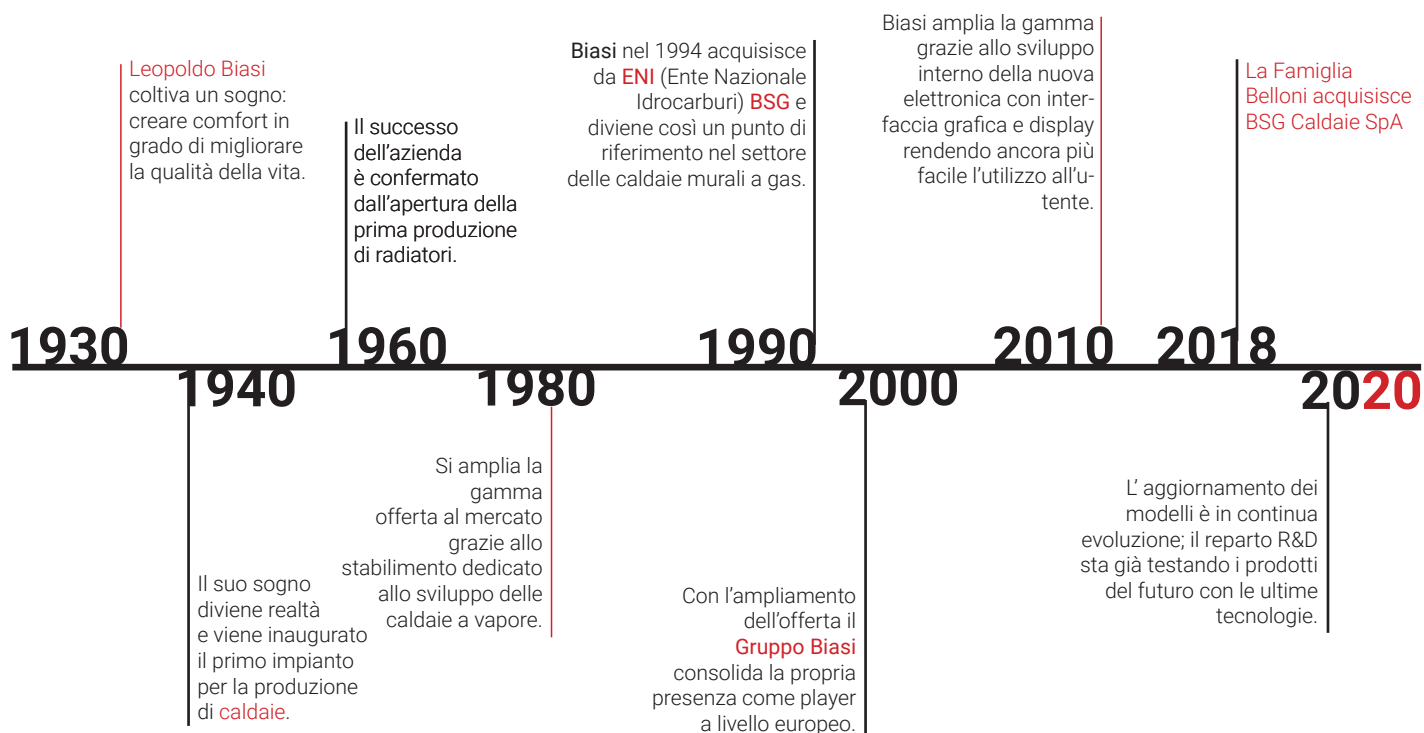 Leopoldo Biasi
coltiva un sogno:
creare comfort in
grado di migliorare
la qualità della vita.
1930
Il suo sogno
diviene realtà
e viene inaugurato
il primo impianto
per la produzione
di caldaie.
1940
Il successo
dell’azienda
è confermato
dall’apertura della
prima produzione
di radiatori.
1960
1980
Si amplia la
gamma
offerta al mercato
grazie allo
stabilimento dedicato
allo sviluppo delle
caldaie a vapore.
Biasi nel 1994 acquisisce
da ENI (Ente Nazionale
Idrocarburi) BSG e
diviene così un punto di
riferimento nel settore
delle caldaie murali a gas.
1990
2000
Con l’ampliamento
dell’offerta il
Gruppo Biasi
consolida la propria
presenza come player
a livello europeo.
Biasi amplia la gamma
grazie allo sviluppo
interno della nuova
elettronica con inter-
faccia grafica e display
rendendo ancora più
facile l’utilizzo all’u-
tente.
2010
La Famiglia
Belloni acquisisce
BSG Caldaie SpA
2018
2020
L’ aggiornamento dei
modelli è in continua
evoluzione; il reparto R&D
sta già testando i prodotti
del futuro con le ultime
tecnologie.